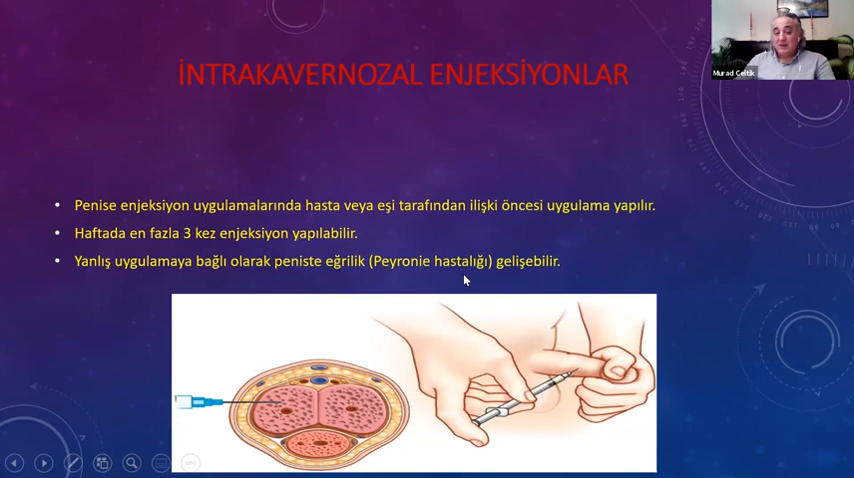 İNTRAKAVERNOZAL ENJEKSİYONLAR
Murad Çeltik
• Penise enjeksiyon uygulamalarında hasta veya eşi tarafından ilişki öncesi uygulama yapılır.
• Haftada en fazla 3 kez enjeksiyon yapılabilir.
• Yanlış uygulamaya bağlı olarak peniste eğrilik (Peyronie hastalığı) gelişebilir.